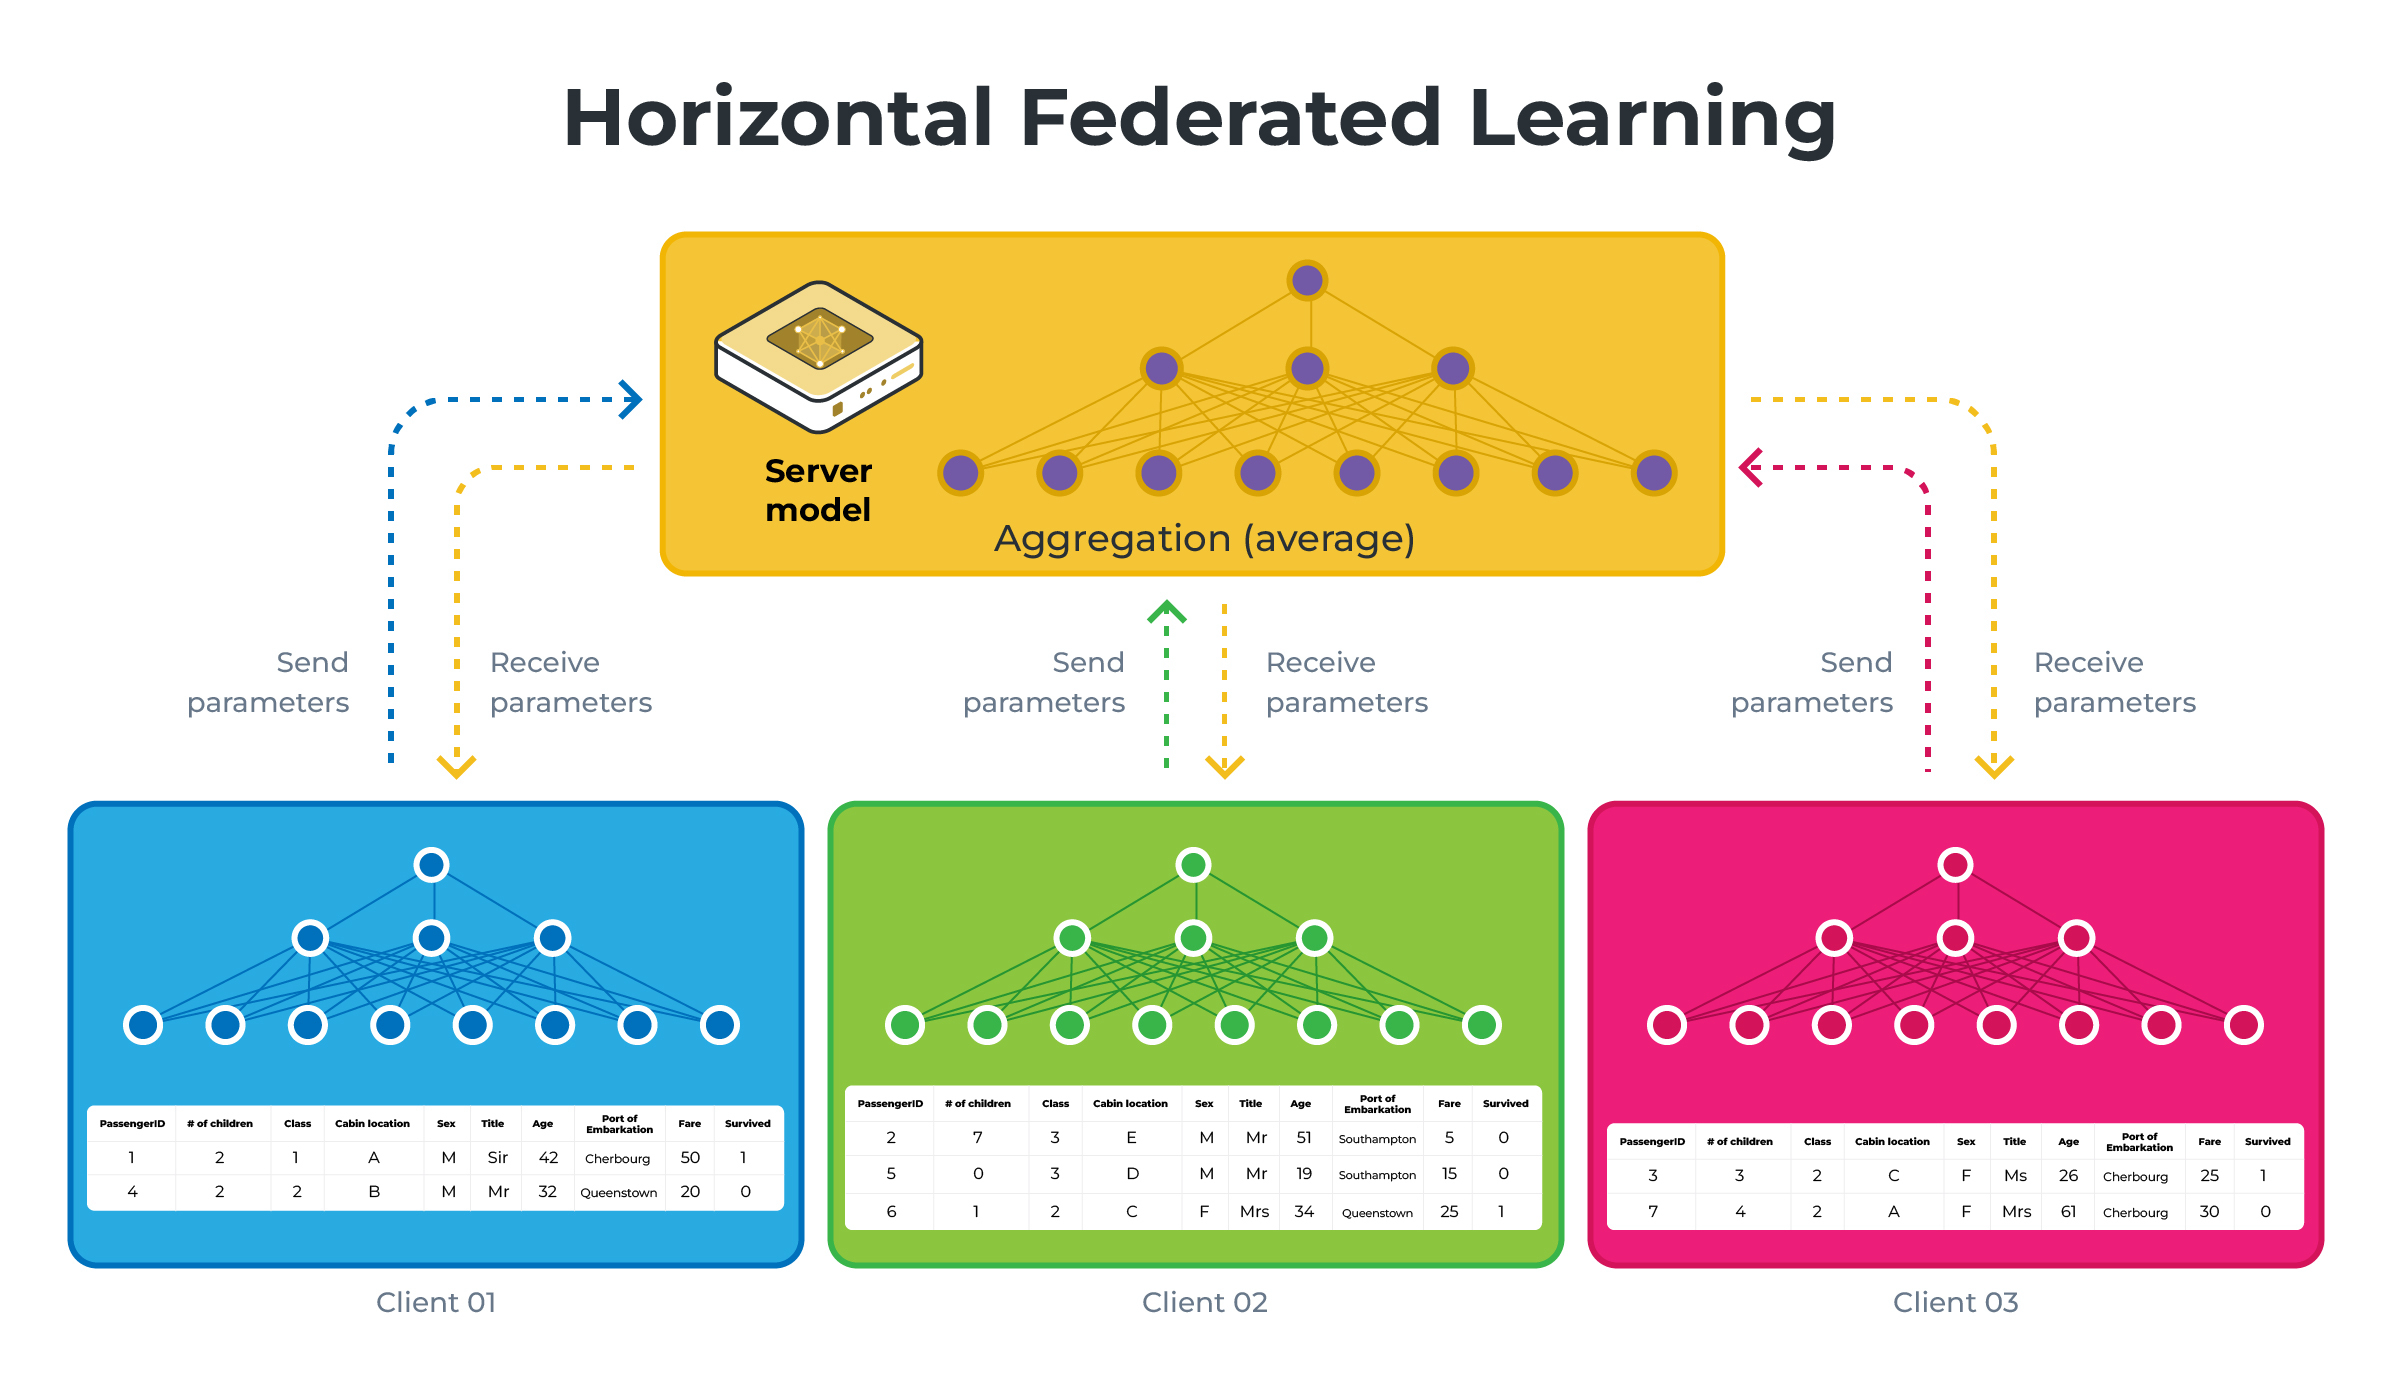 Horizontal Federated Learning
Server
model
Aggregation (average)
Send
parameters
Receive
parameters
Send
parameters
Receive
parameters
Send
parameters
Receive
parameters
PassengerID # of children Class Cabin location Sex Title Age Port of Embarkation Fare Survived
1 2 1 A M Sir 42 Cherbourg 50 1
4 2 2 B M Mr 32 Queenstown 20 0
Client 01
PassengerID # of children Class Cabin location Sex Title Age Port of Embarkation Fare Survived
2 7 3 E M Mr 51 Southampton 5 0
5 0 3 D M Mr 19 Southampton 15 0
6 1 2 C F Mrs 34 Queenstown 25 1
Client 02
PassengerID # of children Class Cabin location Sex Title Age Port of Embarkation Fare Survived
3 3 2 C F Ms 26 Cherbourg 25 1
7 4 2 A F Mrs 61 Cherbourg 30 0
Client 03